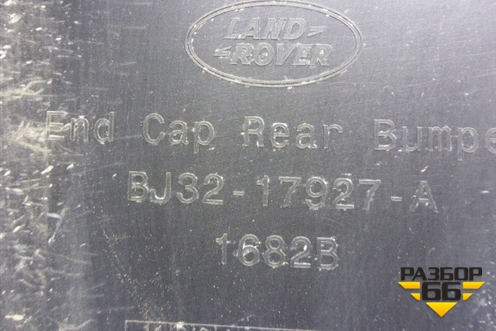 LAND
ROVER
End Cap Rear Bumpe
BJ32-17927-A
1682B
РАЗБОР
66